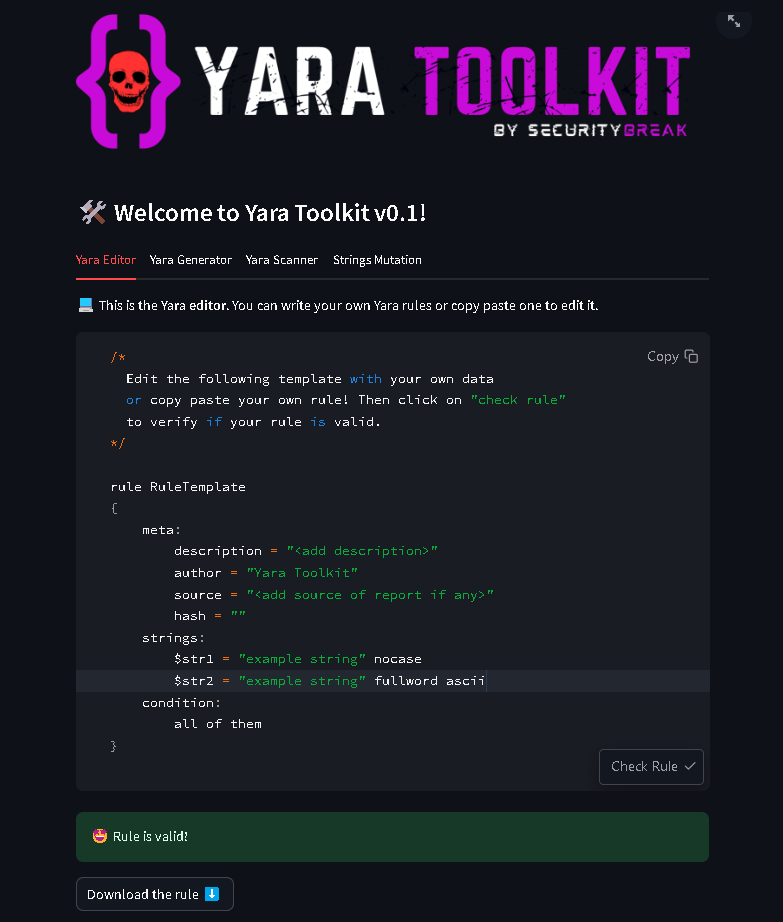 YARA TOOLKIT
BY SECURITYBREAK
Welcome to Yara Toolkit v0.1!
Yara Editor Yara Generator Yara Scanner Strings Mutation
This is the Yara editor. You can write your own Yara rules or copy paste one to edit it.
Copy
/*
Edit the following template with your own data
or copy paste your own rule! Then click on "check rule"
to verify if your rule is valid.
*/
rule RuleTemplate
{
meta:
description = "<add description>"
author = "Yara Toolkit"
source = "<add source of report if any>"
hash = ""
strings:
$str1 = "example string" nocase
$str2 = "example string" fullword ascii
condition:
all of them
}
Check Rule
Rule is valid!
Download the rule